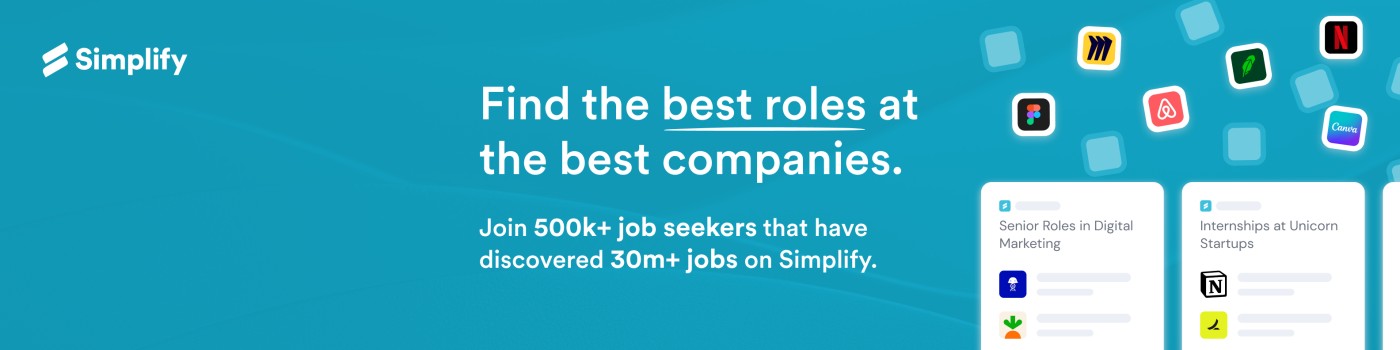 Simplify
Find the best roles at
the best companies.
Join 500k+ job seekers that have
discovered 30m+ jobs on Simplify.
N
Canva
Senior Roles in Digital
Marketing
Internships at Unicorn
Startups
N